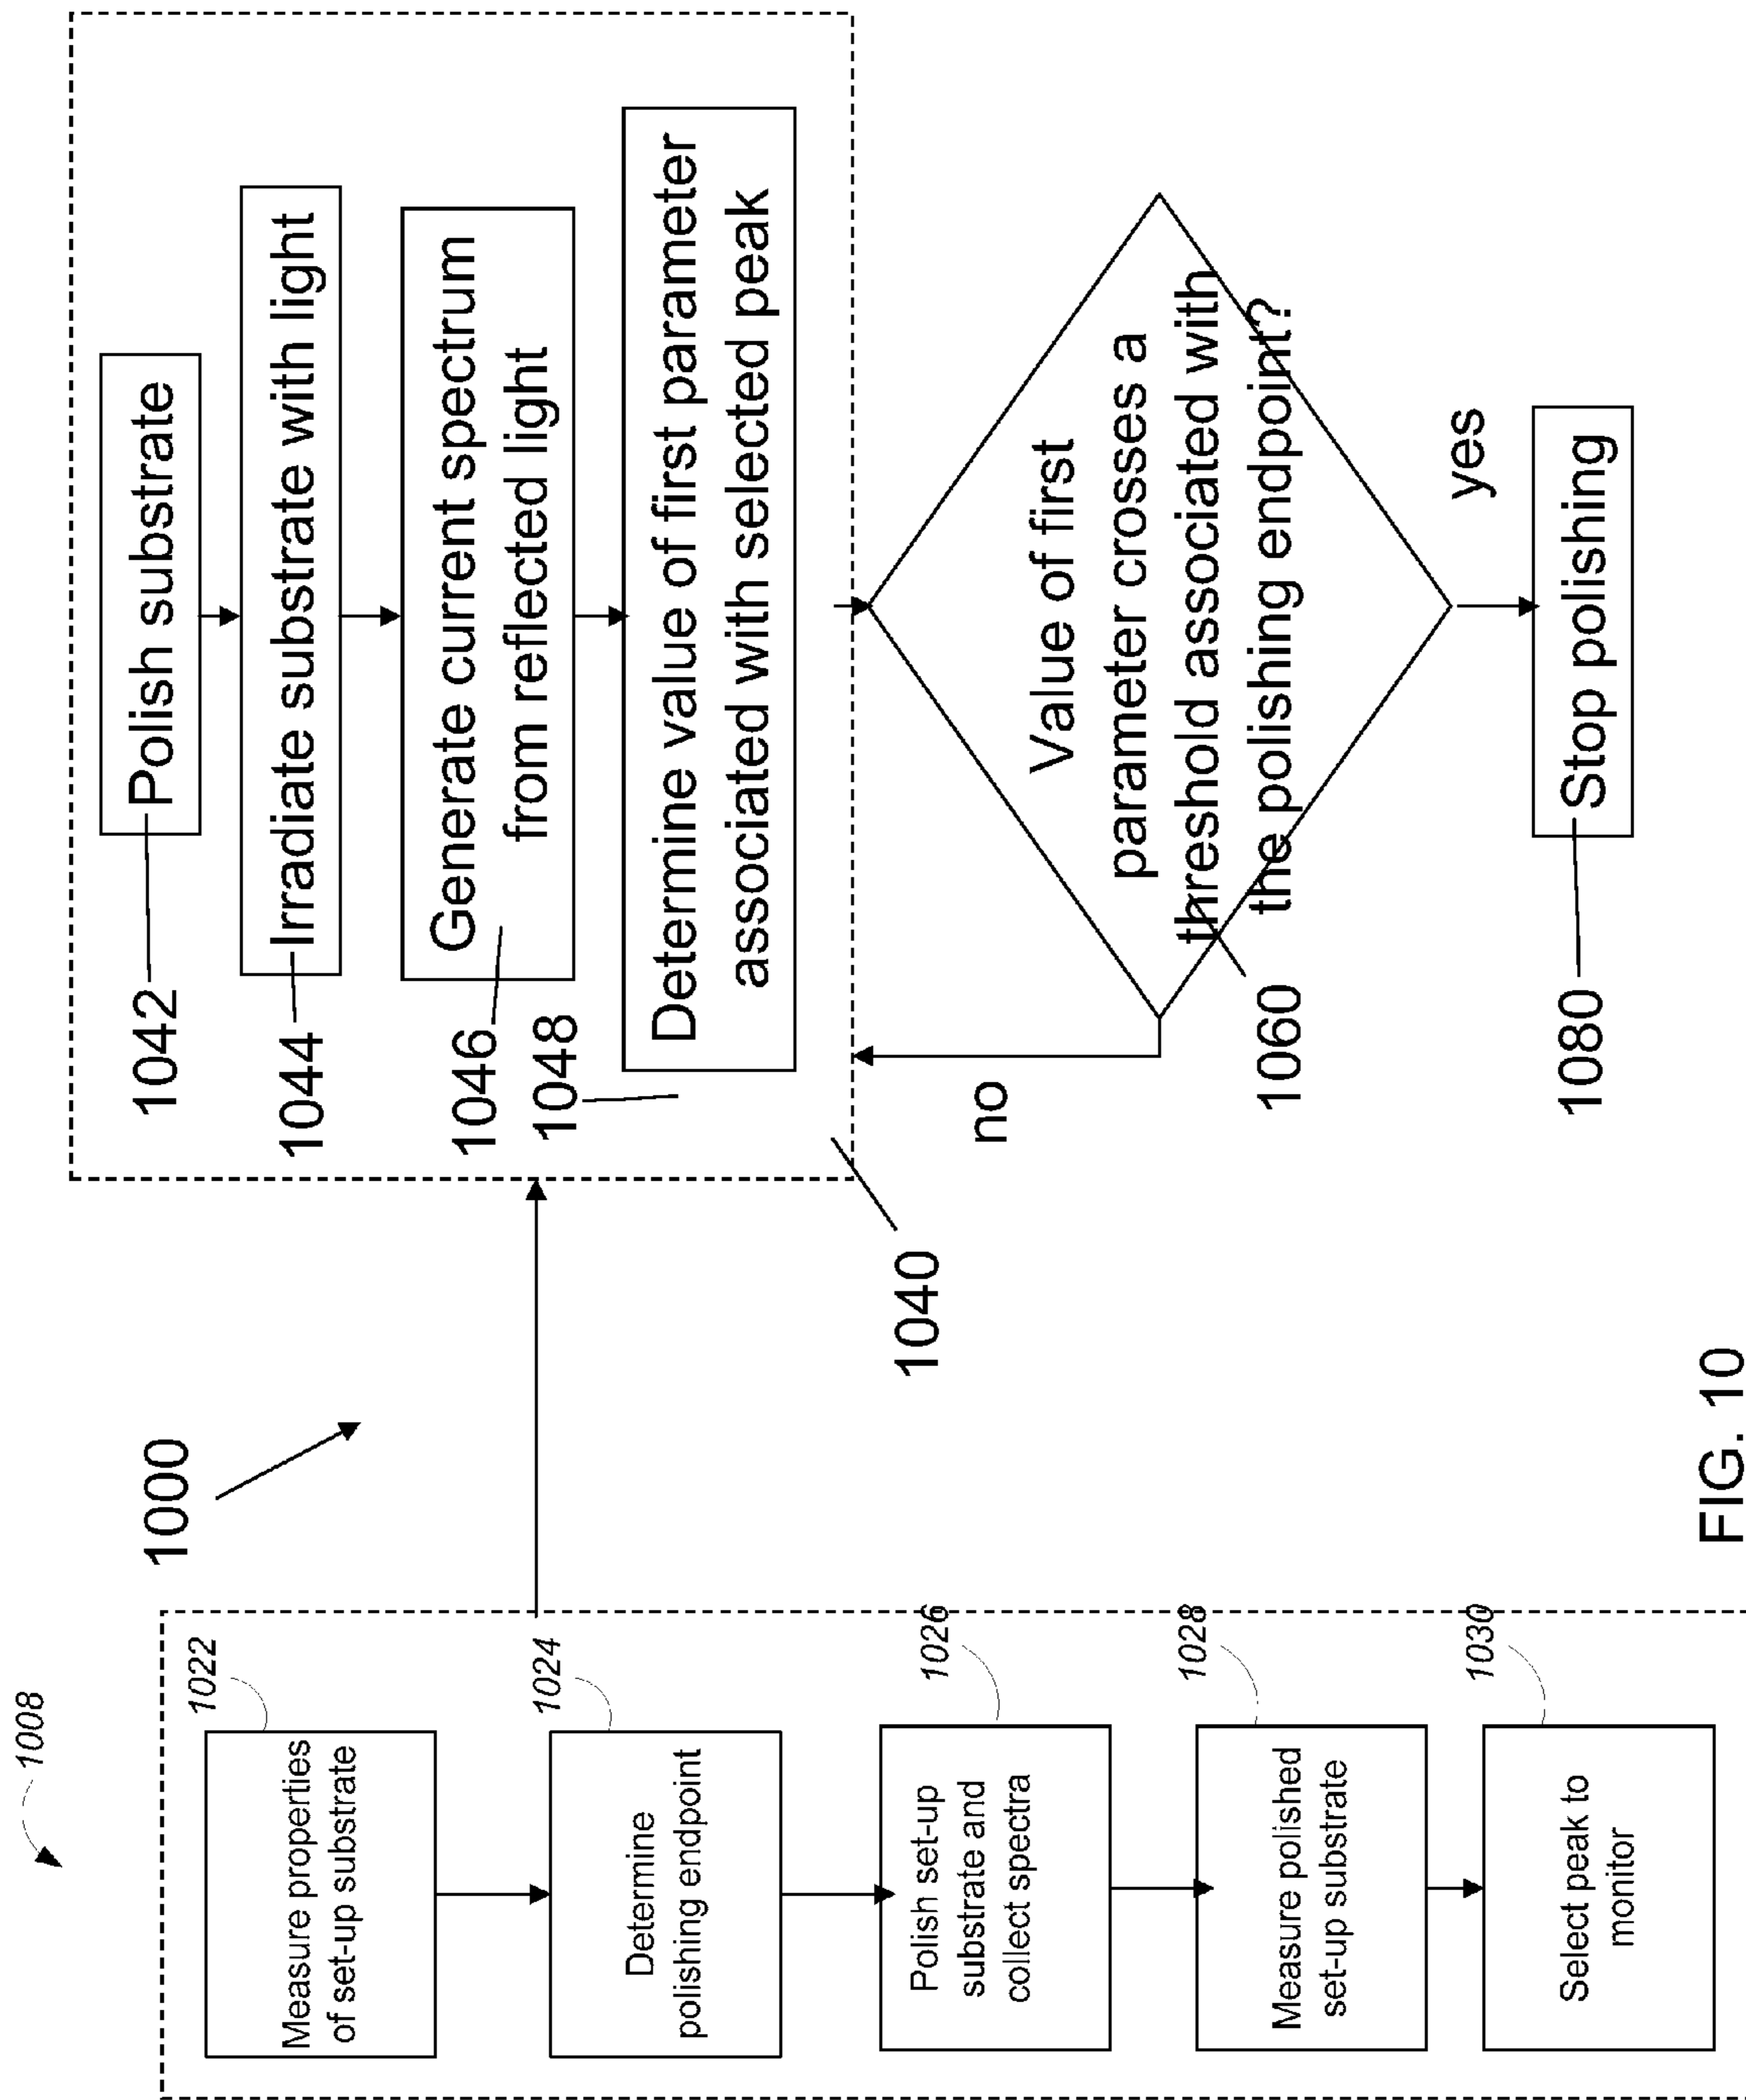 1008
1022
Measure properties
of set-up substrate
1024
Determine
polishing endpoint
1026
Polish set-up
substrate and
collect spectra
1028
Measure polished
set-up substrate
1030
Select peak to
monitor
1000
1042
Polish substrate
1044
Irradiate substrate with light
1046
Generate current spectrum
from reflected light
1048
Determine value of first parameter
associated with selected peak
1040
no
Value of first
parameter crosses a
threshold associated with
the polishing endpoint?
1060
yes
1080
Stop polishing
FIG. 10